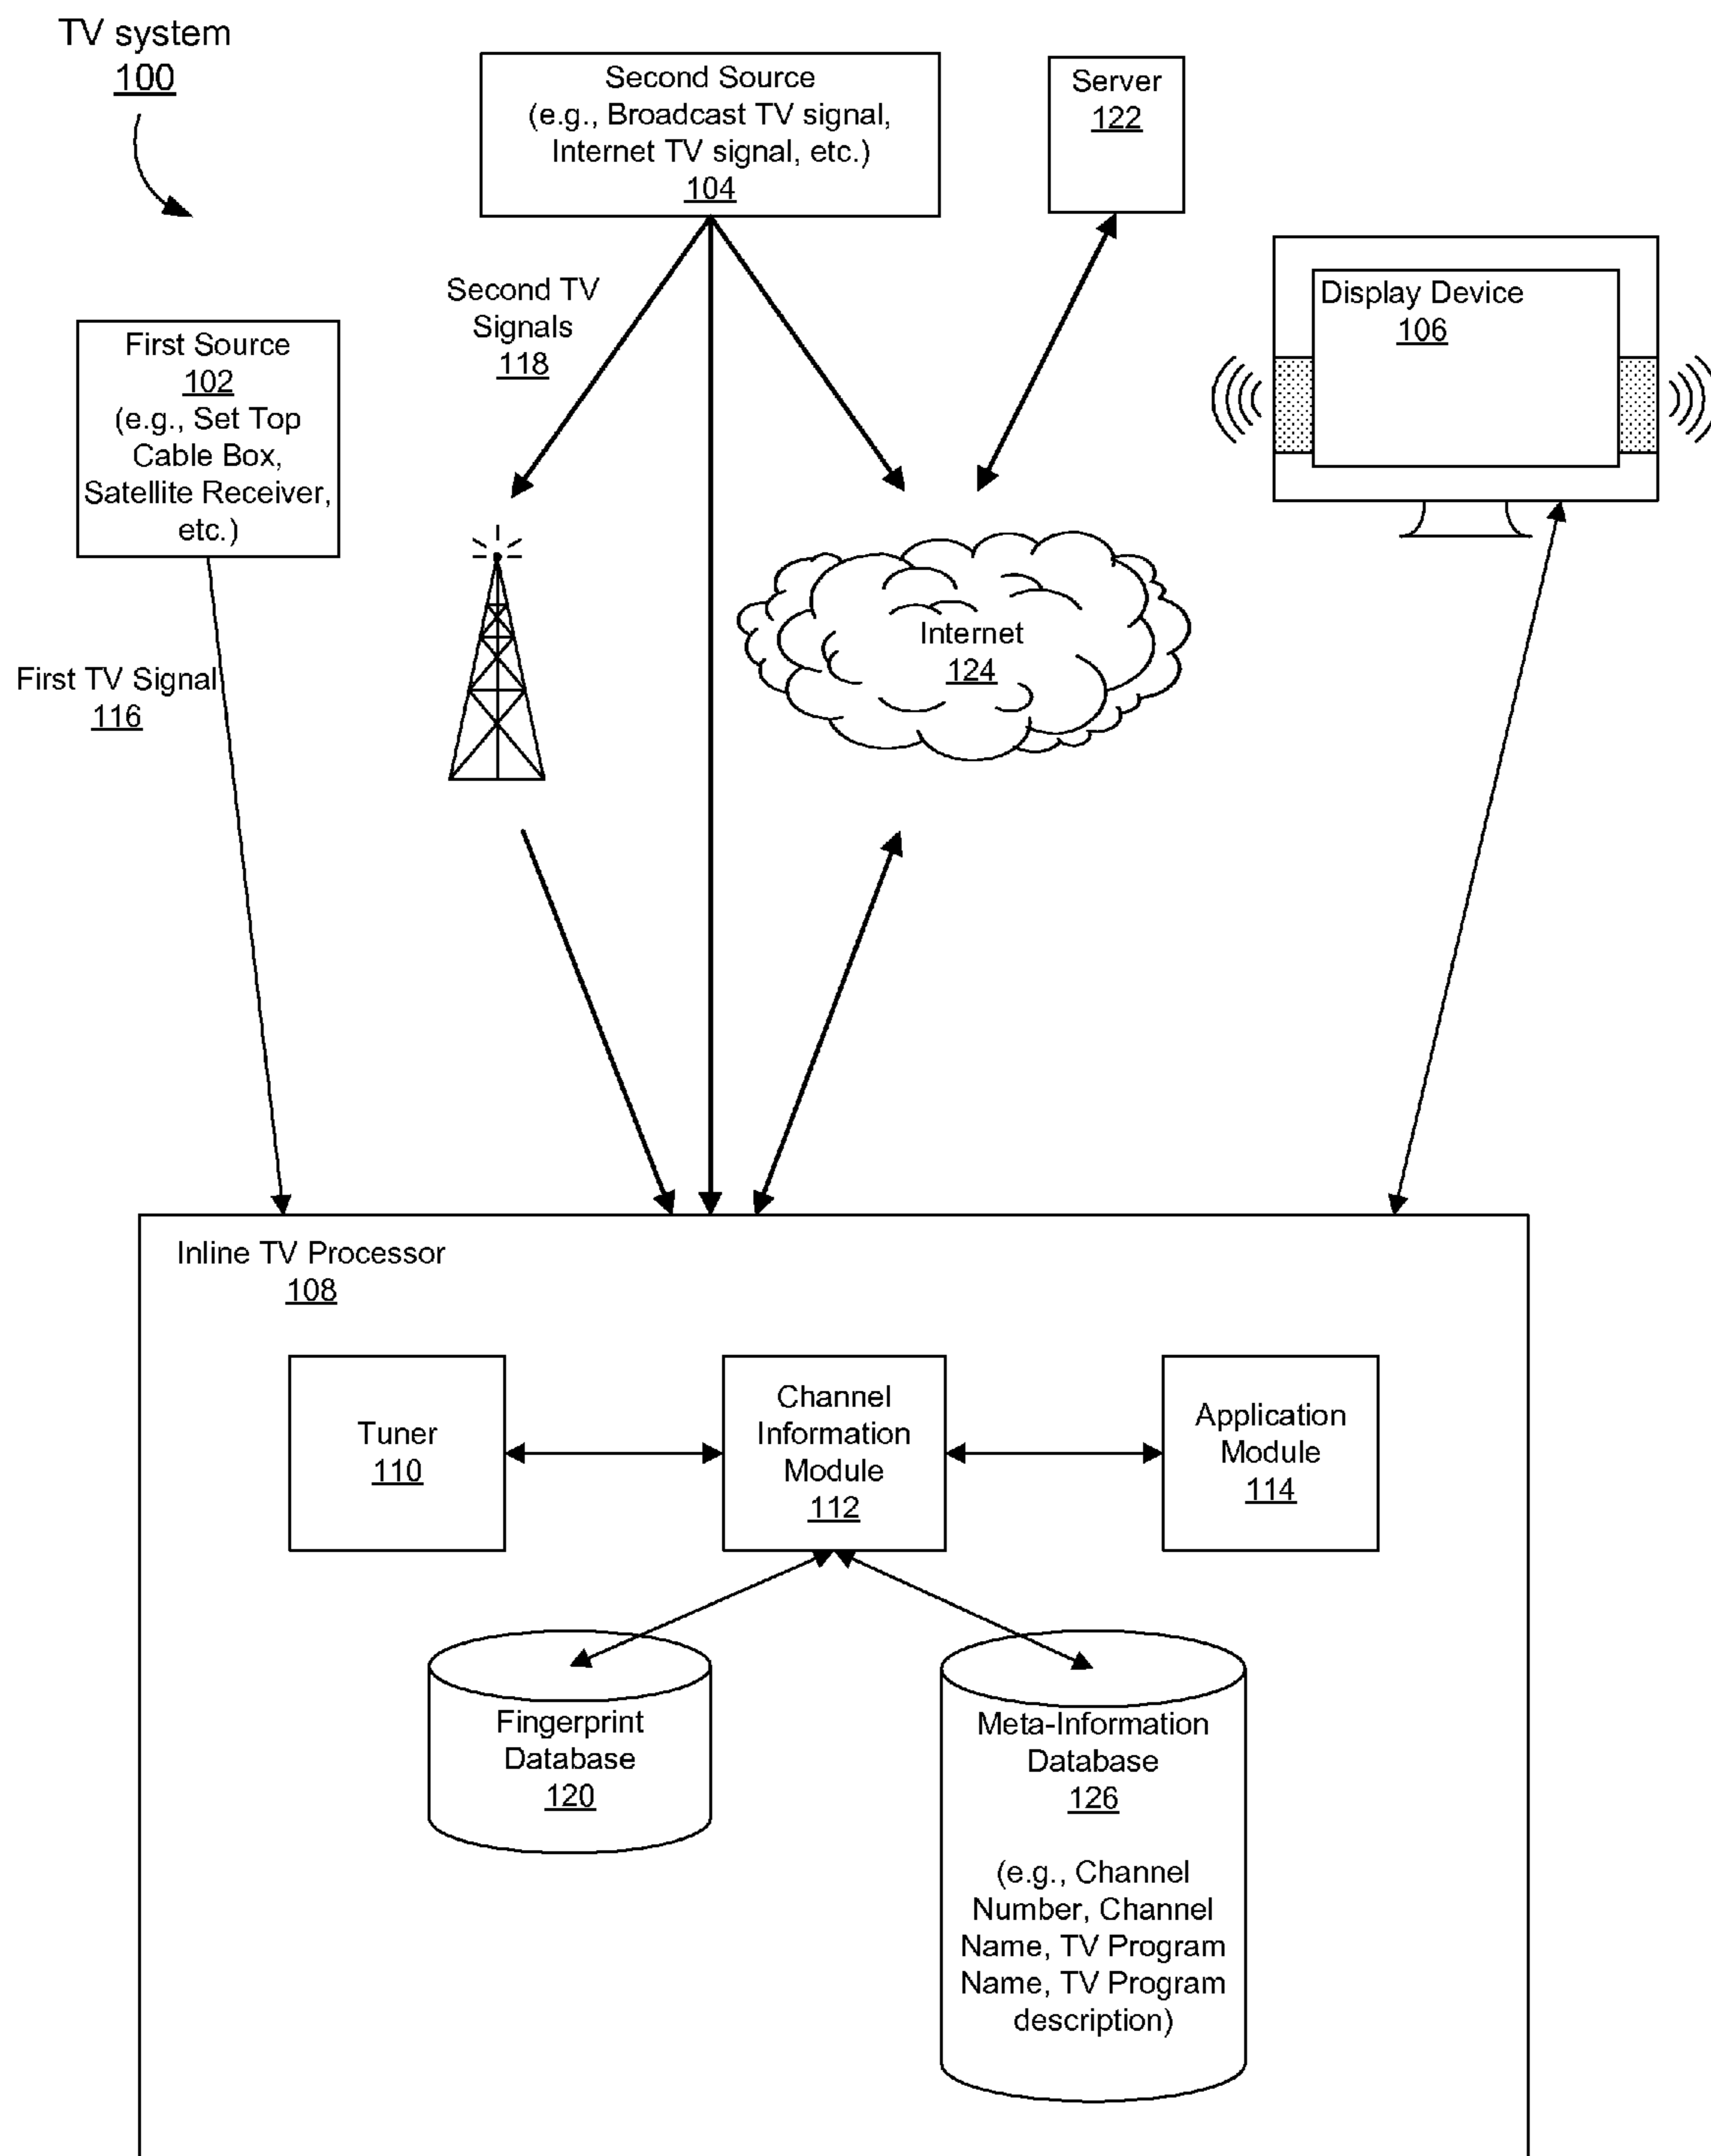 TV system
100
Second Source
(e.g., Broadcast TV signal,
Internet TV signal, etc.)
104
Server
122
Display Device
106
Second TV
Signals
118
First Source
102
(e.g., Set Top
Cable Box,
Satellite Receiver,
etc.)
Internet
124
First TV Signal
116
Inline TV Processor
108
Tuner
110
Channel
Information
Module
112
Application
Module
114
Fingerprint
Database
120
Meta-Information
Database
126
(e.g., Channel
Number, Channel
Name, TV Program
Name, TV Program
description)